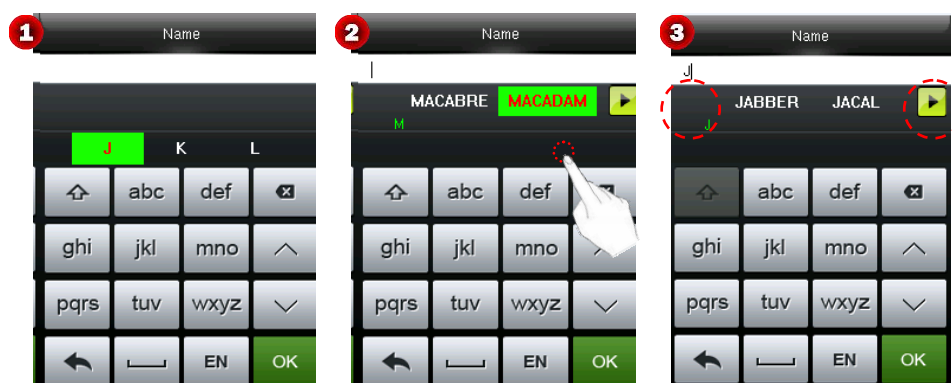 1
Name
J K L
abc def
ghi jkl mno
pqrs tuv wxyz
EN OK
2
Name
MACABRE MACADAM
M
abc def
ghi jkl mno
pqrs tuv wxyz
EN OK
3
Name
J
JABBER JACAL
J
abc def
ghi jkl mno
pqrs tuv wxyz
EN OK